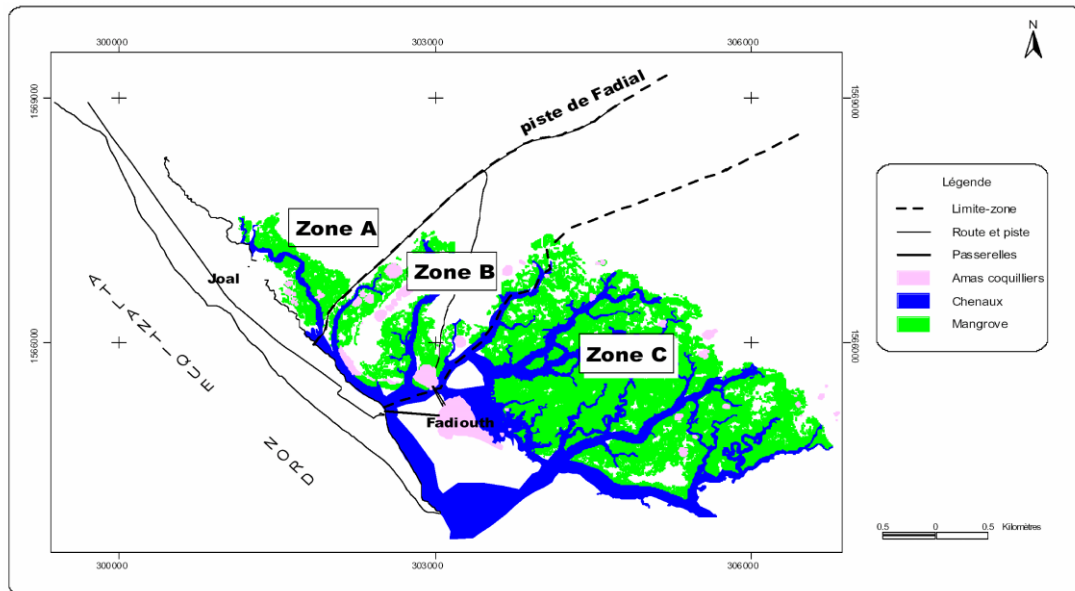 300000 303000 306000
N
1569000 1569000
piste de Fadial
Zone A
Zone B
Joal
1566000 1566000
Zone C
Fadiouth
ATLANTIQUE
NORD
300000 303000 306000
Légende
Limite-zone
Route et piste
Passerelles
Amas coquilliers
Chenaux
Mangrove
0.5 0 0.5 Kilomètres